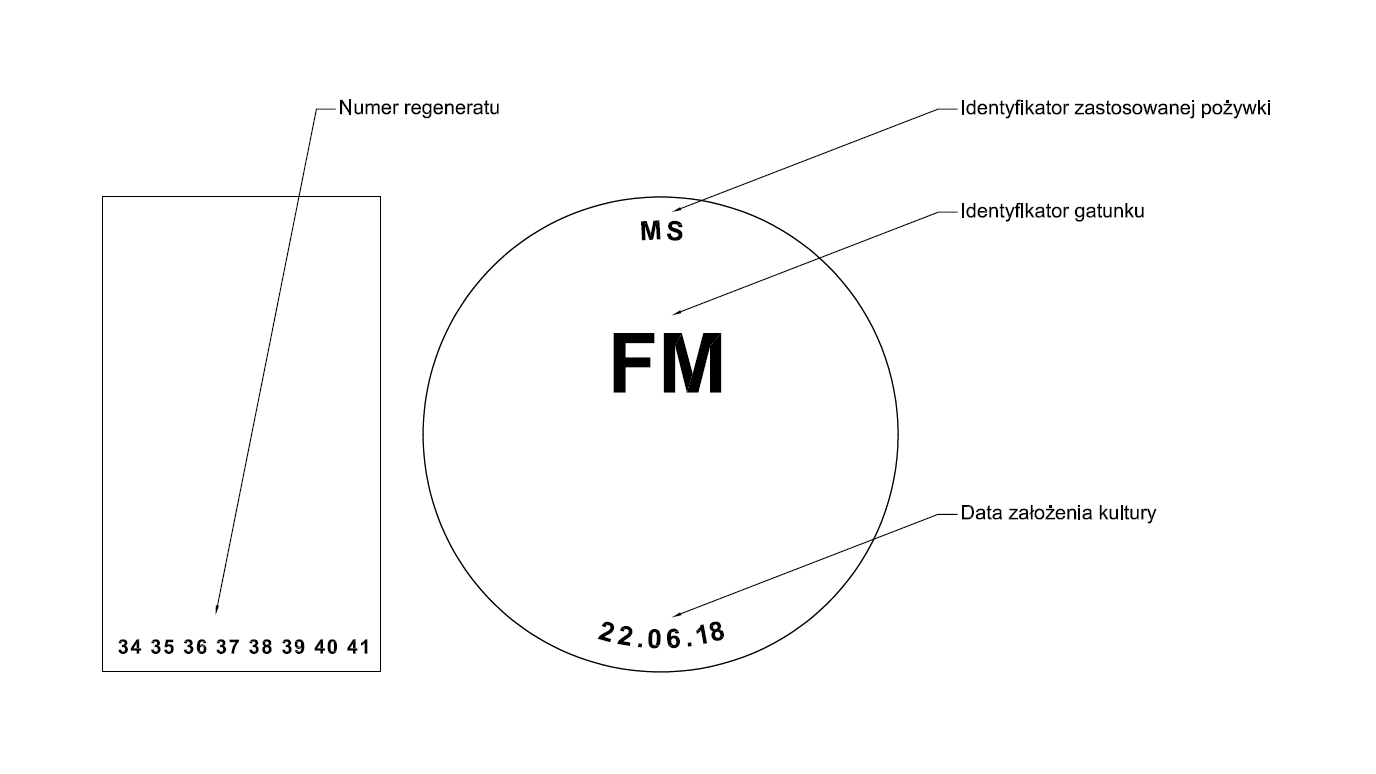 Numer regeneratu
Identyfikator zastosowanej pożywki
Identyfikator gatunku
MS
FM
Data założenia kultury
22.06.18
34 35 36 37 38 39 40 41